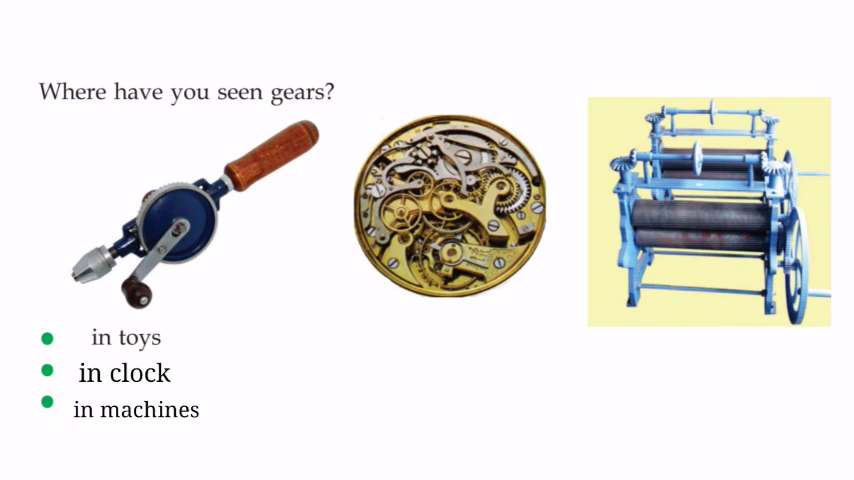 Where have you seen gears?
in toys
in clock
in machines